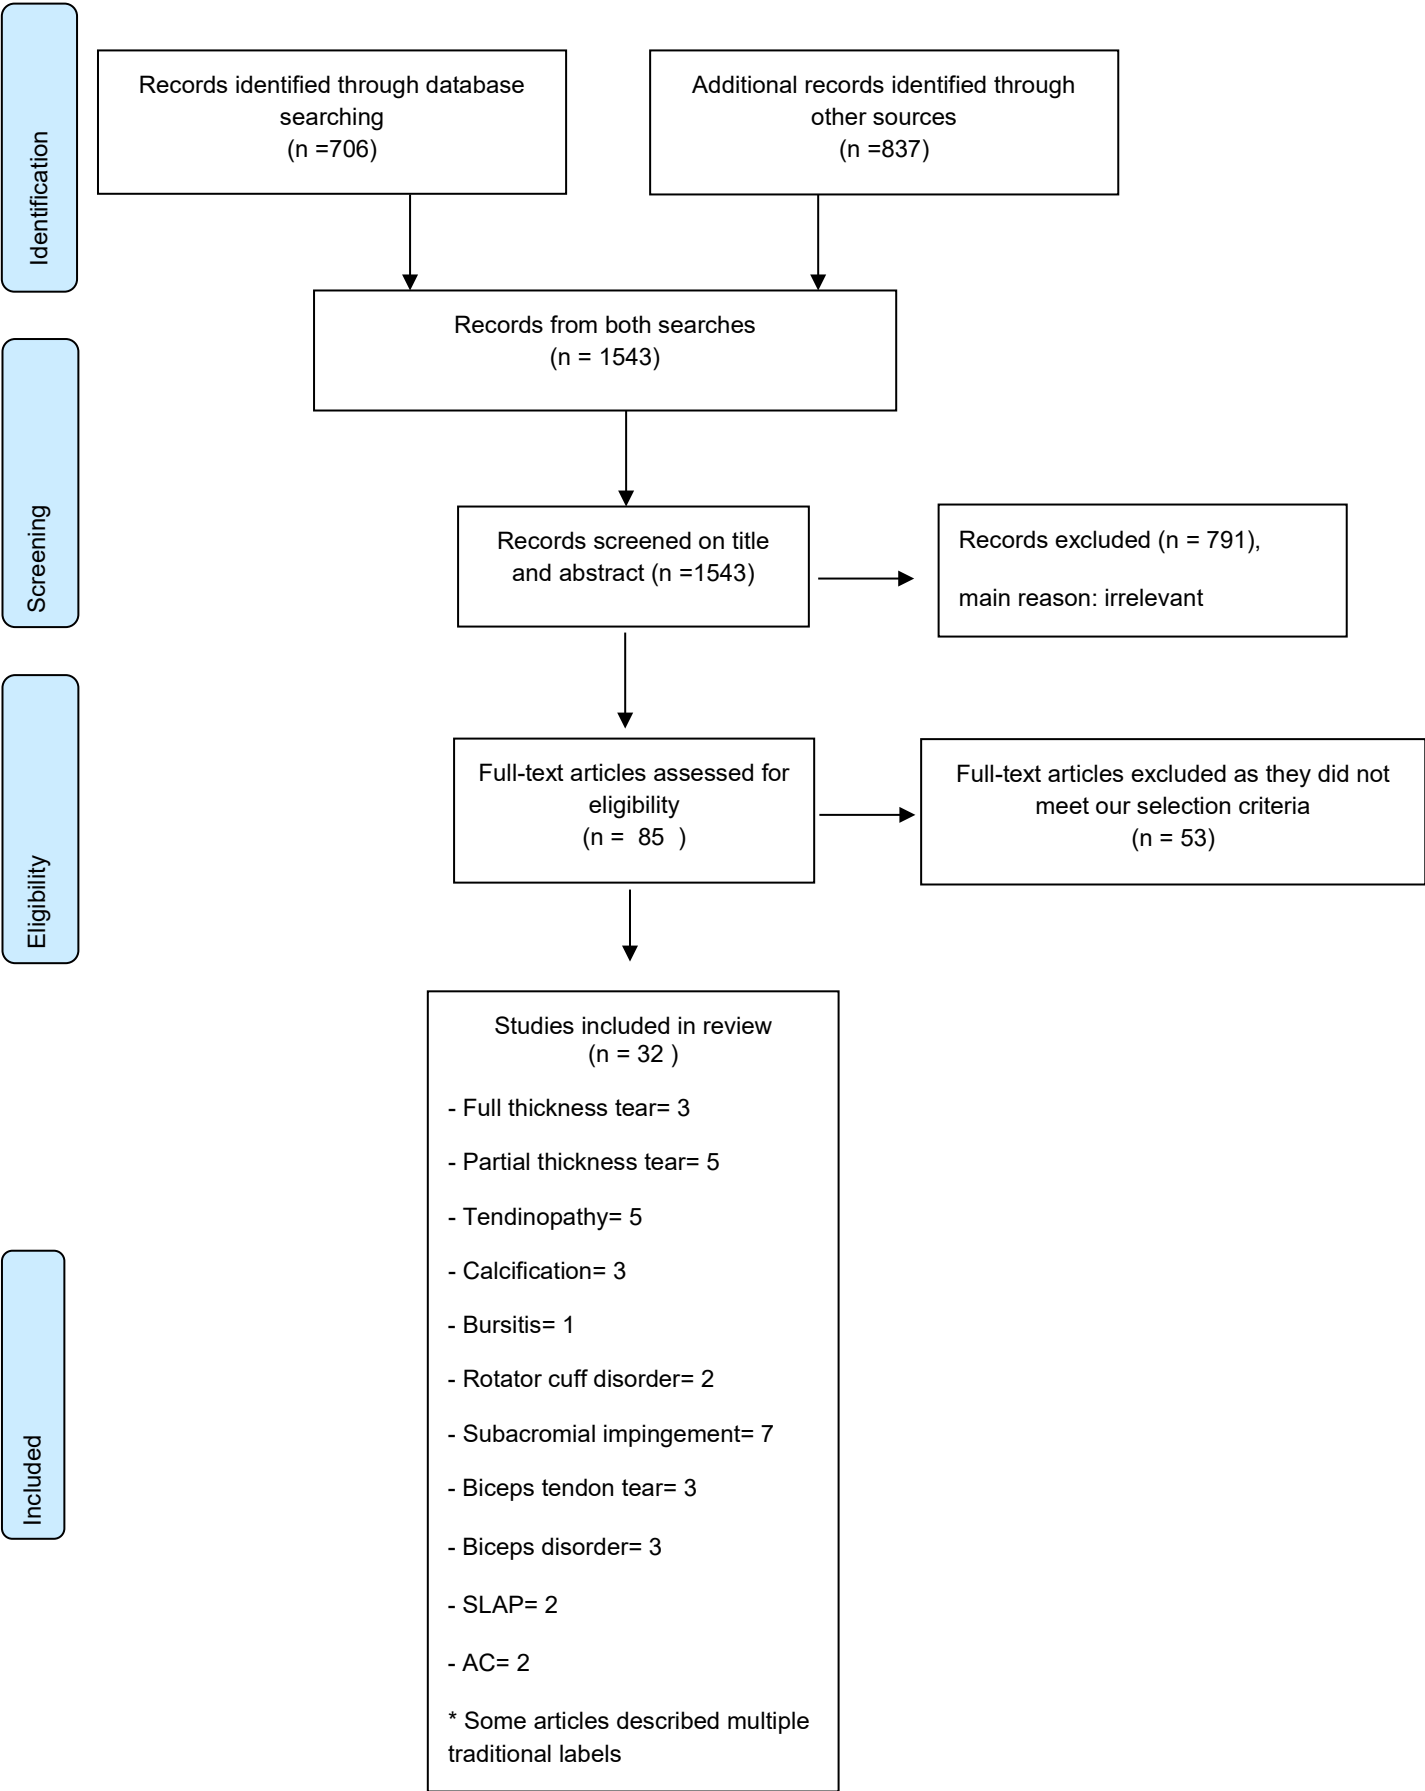 Identification
Records identified through database
searching
(n =706)
Additional records identified through
other sources
(n =837)
Records from both searches
(n = 1543)
Screening
Records screened on title
and abstract (n =1543)
Records excluded (n = 791),
main reason: irrelevant
Eligibility
Full-text articles assessed for
eligibility
(n =  85  )
Full-text articles excluded as they did not
meet our selection criteria
(n = 53)
Included
Studies included in review
(n = 32 )
- Full thickness tear= 3
- Partial thickness tear= 5
- Tendinopathy= 5
- Calcification= 3
- Bursitis= 1
- Rotator cuff disorder= 2
- Subacromial impingement= 7
- Biceps tendon tear= 3
- Biceps disorder= 3
- SLAP= 2
- AC= 2
* Some articles described multiple
traditional labels